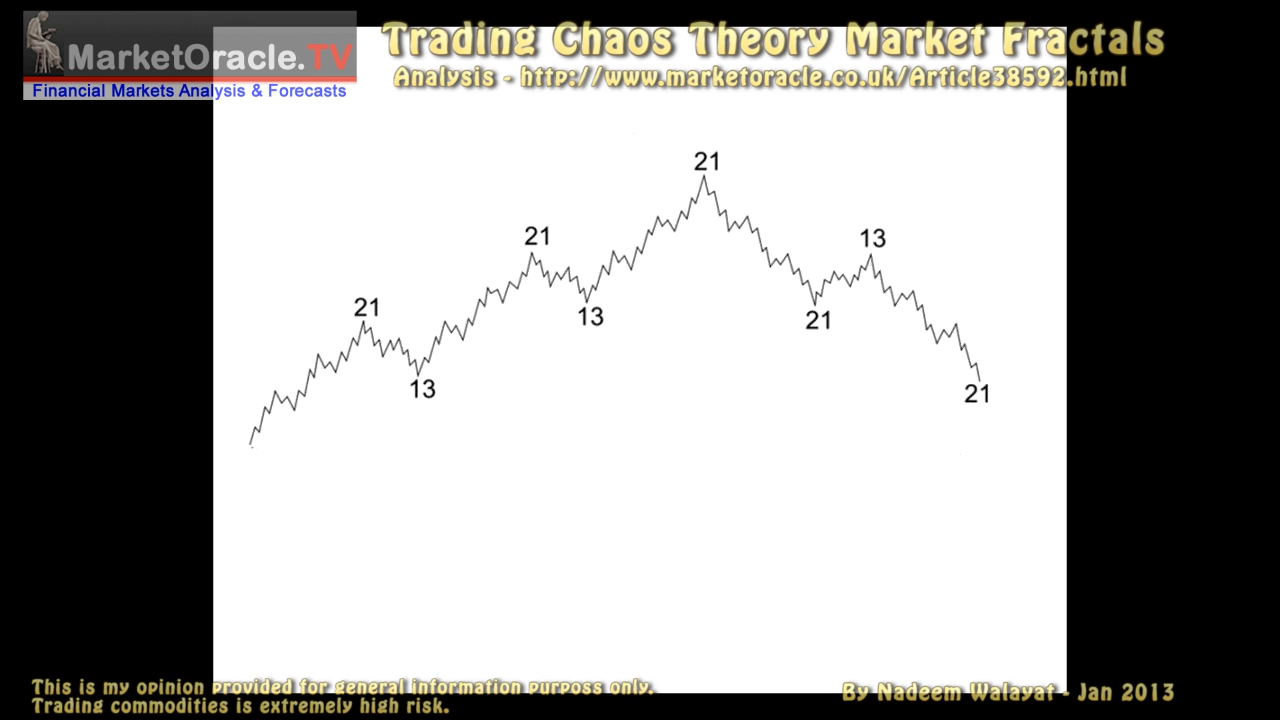 MarketOracle.TV
Financial Markets Analysis & Forecasts
Trading Chaos Theory Market Fractals
Analysis - http://www.marketoracle.co.uk/Article38592.html
21
21
13
21
13
13
21
13
21
This is my opinion provided for general information purposs only.
Trading commodities is extremely high risk.
By Nadeem Walayat - Jan 2013